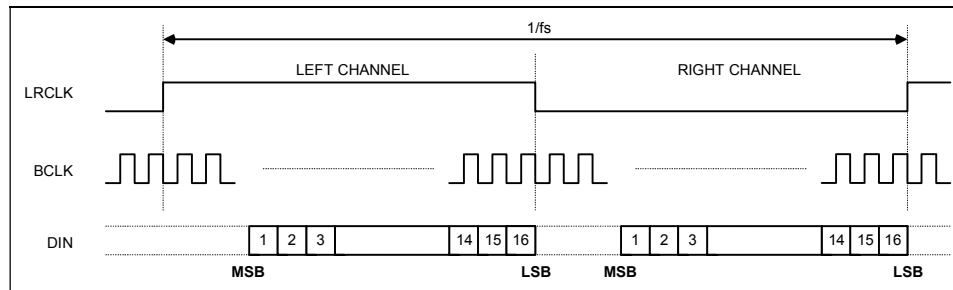 1/fs
LEFT CHANNEL RIGHT CHANNEL
LRCLK
BCLK
DIN 1 2 3 14 15 16 1 2 3 14 15 16
MSB LSB MSB LSB